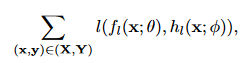 ∑ l(f_l(x; θ), h_l(x; ϕ)),
(x,y)∈(X,Y)